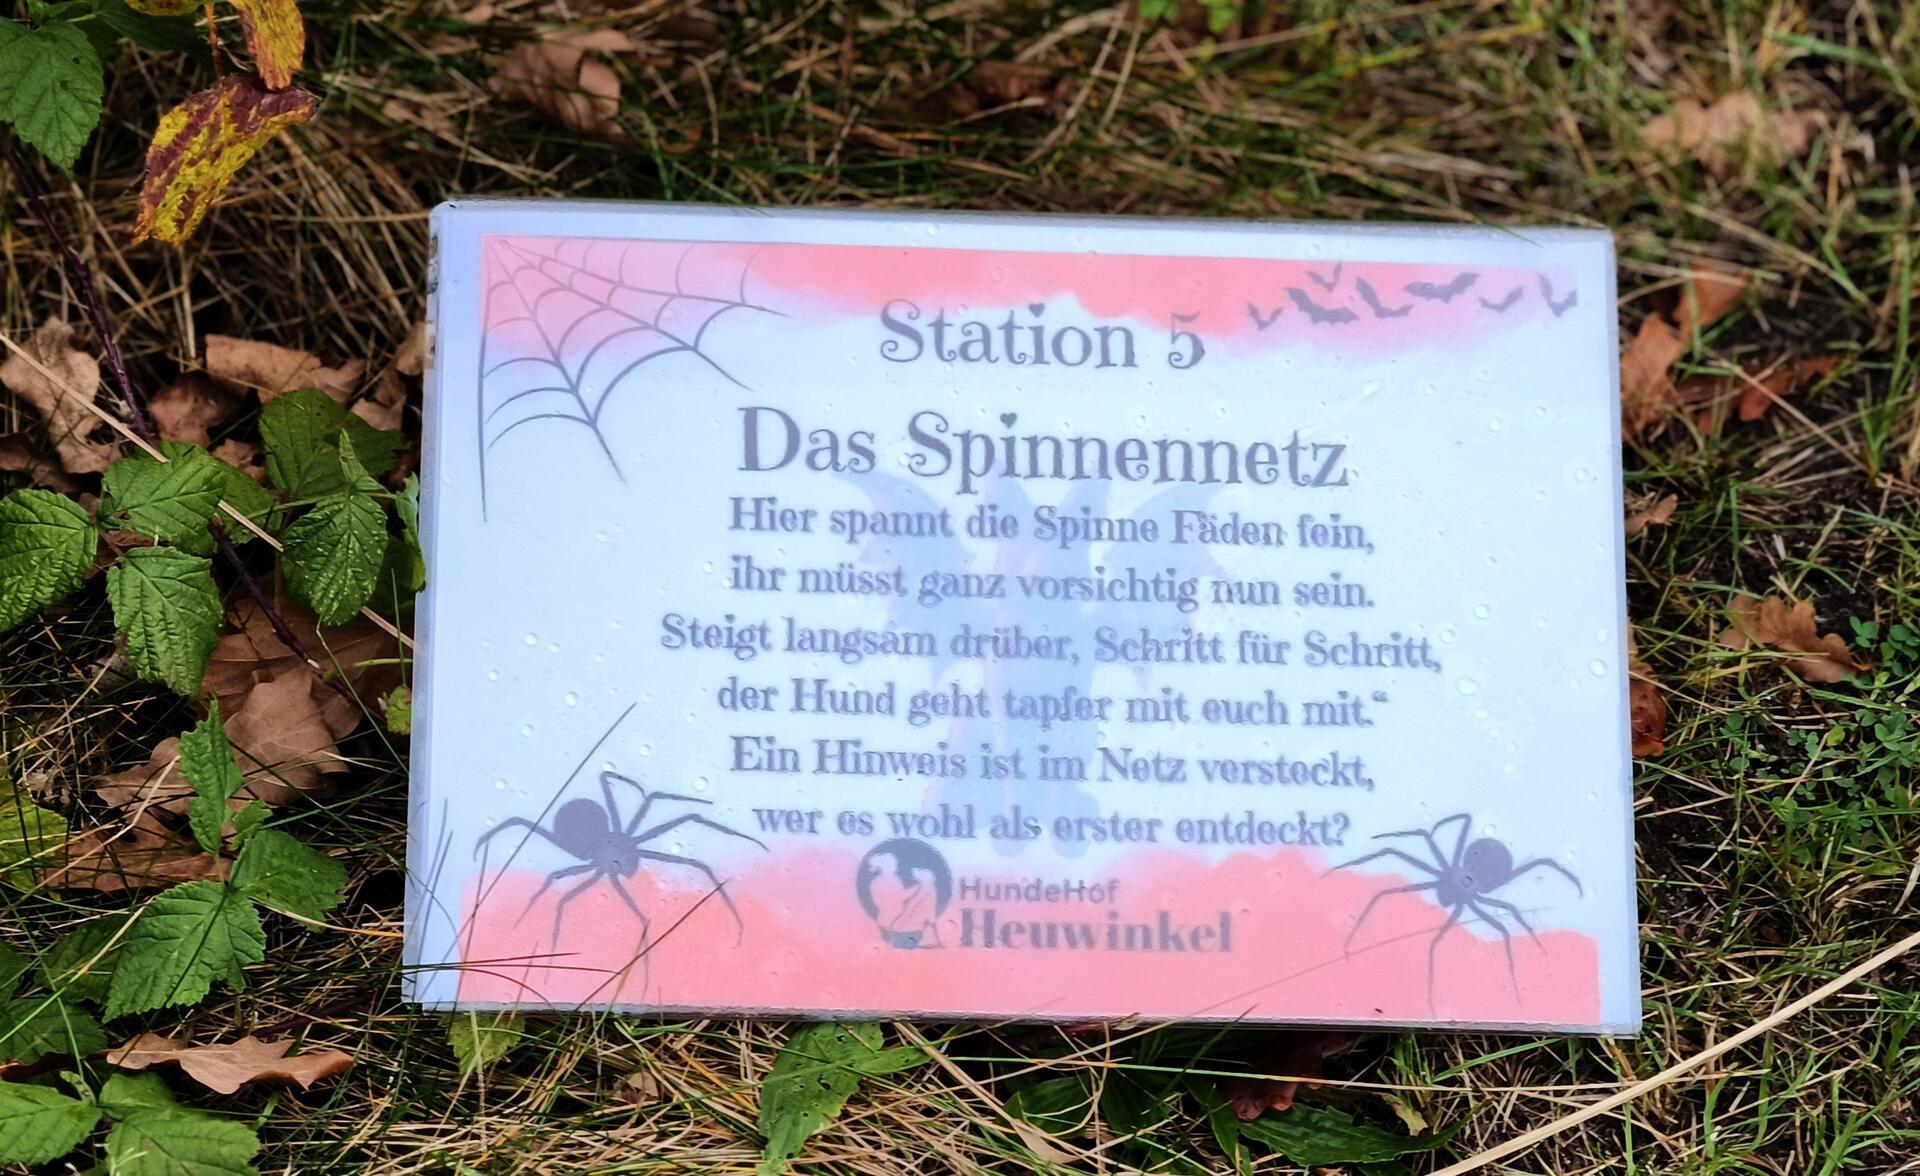 Station 5
Das Spinnennetz
Hier spannt die Spinne Fäden fein,
ihr müsst ganz vorsichtig nun sein.
Steigt langsam drüber, Schritt für Schritt,
der Hund geht tapfer mit euch mit.“
Ein Hinweis ist im Netz versteckt,
wer es wohl als erster entdeckt?
HundeHof
Heuwinkel